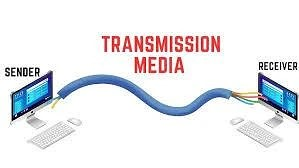 TRANSMISSION
MEDIA
SENDER
RECEIVER